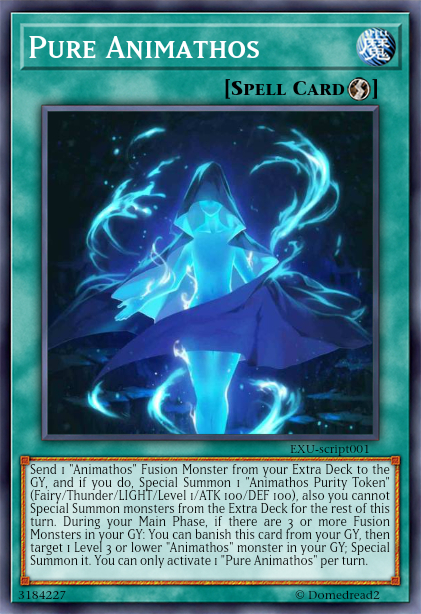 Pure Animathos
魔
[Spell Card]
EXU-script001
Send 1 "Animathos" Fusion Monster from your Extra Deck to the
GY, and if you do, Special Summon 1 "Animathos Purity Token"
(Fairy/Thunder/LIGHT/Level 1/ATK 100/DEF 100), also you cannot
Special Summon monsters from the Extra Deck for the rest of this
turn. During your Main Phase, if there are 3 or more Fusion
Monsters in your GY: You can banish this card from your GY, then
target 1 Level 3 or lower "Animathos" monster in your GY; Special
Summon it. You can only activate 1 "Pure Animathos" per turn.
3184227
© Domedread2